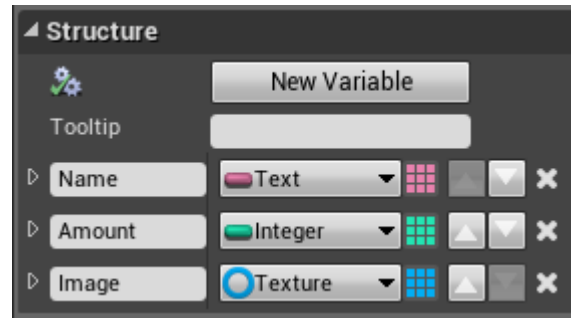 Structure
New Variable
Tooltip
Name Text
Amount Integer
Image Texture